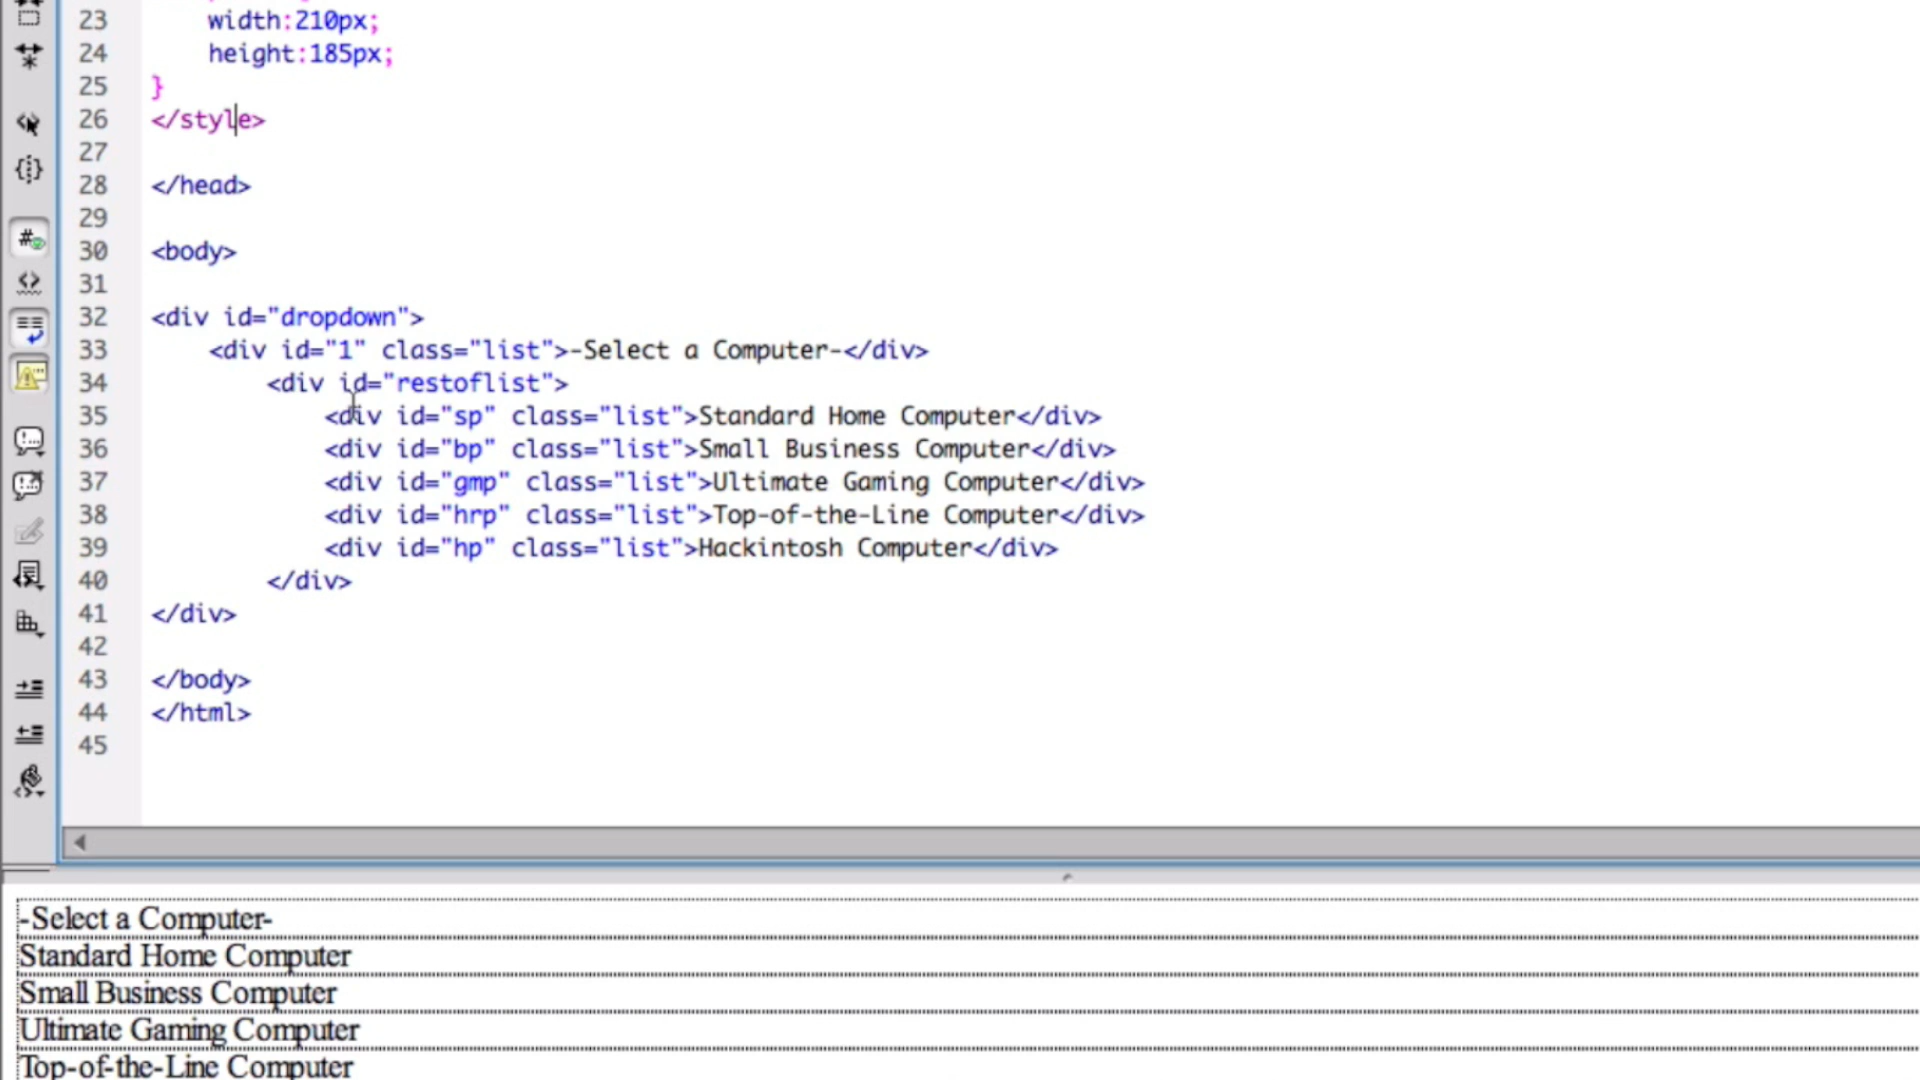 23 width:210px;
24 height:185px;
25 }
26 </style>
27
28 </head>
29
30 <body>
31
32 <div id="dropdown">
33 <div id="1" class="list">-Select a Computer-</div>
34 <div id="restoflist">
35 <div id="sp" class="list">Standard Home Computer</div>
36 <div id="bp" class="list">Small Business Computer</div>
37 <div id="gmp" class="list">Ultimate Gaming Computer</div>
38 <div id="hrp" class="list">Top-of-the-Line Computer</div>
39 <div id="hp" class="list">Hackintosh Computer</div>
40 </div>
41 </div>
42
43 </body>
44 </html>
45
-Select a Computer-
Standard Home Computer
Small Business Computer
Ultimate Gaming Computer
Top-of-the-Line Computer